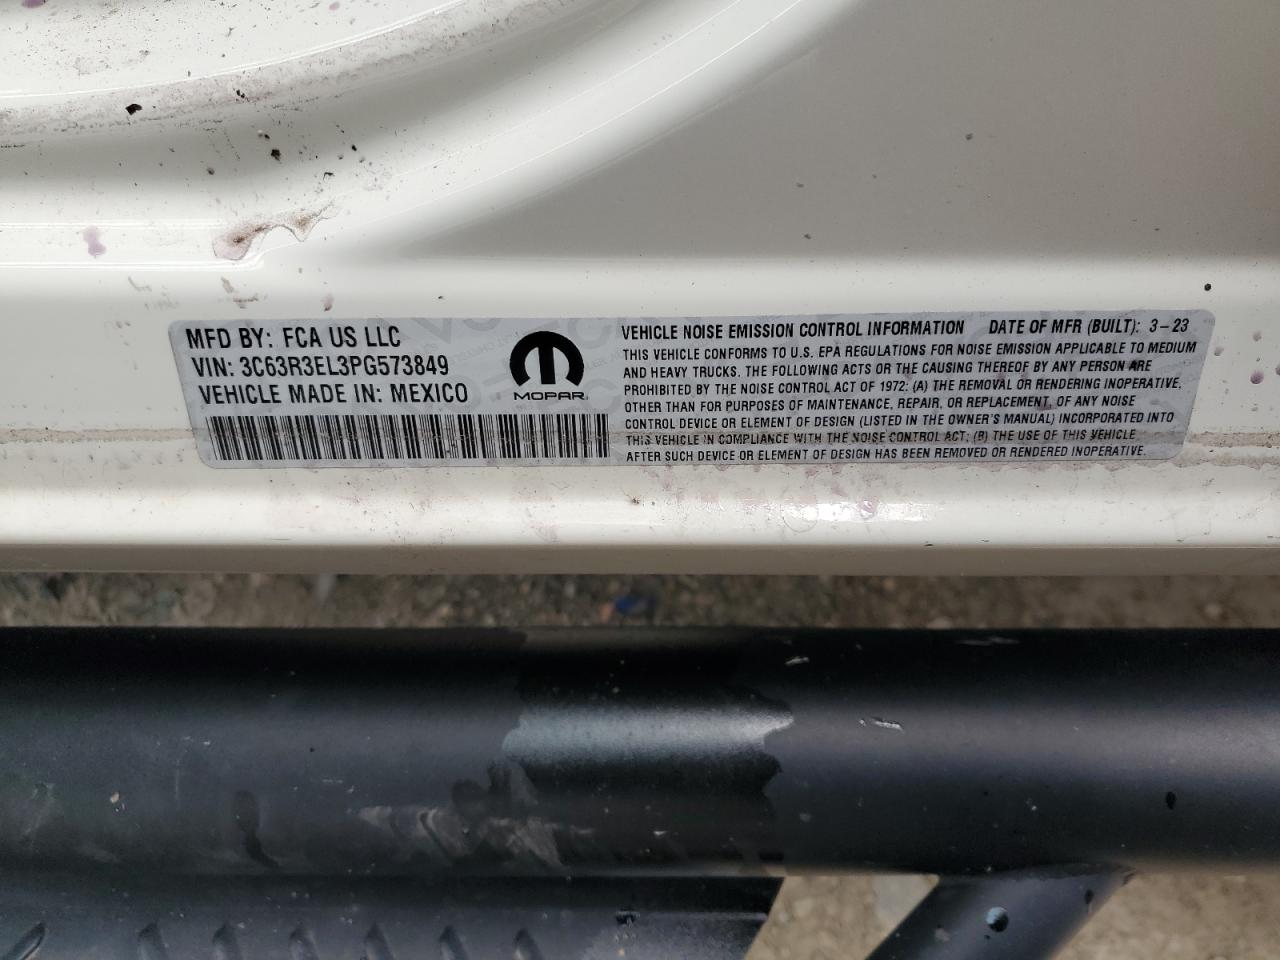 MFD BY: FCA US LLC
VIN: 3C63R3EL3PG573849
VEHICLE MADE IN: MEXICO
MOPAR
VEHICLE NOISE EMISSION CONTROL INFORMATION DATE OF MFR (BUILT): 3-23
THIS VEHICLE CONFORMS TO U.S. EPA REGULATIONS FOR NOISE EMISSION APPLICABLE TO MEDIUM
AND HEAVY TRUCKS. THE FOLLOWING ACTS OR THE CAUSING THEREOF BY ANY PERSON ARE
PROHIBITED BY THE NOISE CONTROL ACT OF 1972: (A) THE REMOVAL OR RENDERING INOPERATIVE,
OTHER THAN FOR PURPOSES OF MAINTENANCE, REPAIR, OR REPLACEMENT, OF ANY NOISE
CONTROL DEVICE OR ELEMENT OF DESIGN (LISTED IN THE OWNER'S MANUAL) INCORPORATED INTO
THIS VEHICLE IN COMPLIANCE WITH THE NOISE CONTROL ACT; (B) THE USE OF THIS VEHICLE
AFTER SUCH DEVICE OR ELEMENT OF DESIGN HAS BEEN REMOVED OR RENDERED INOPERATIVE.